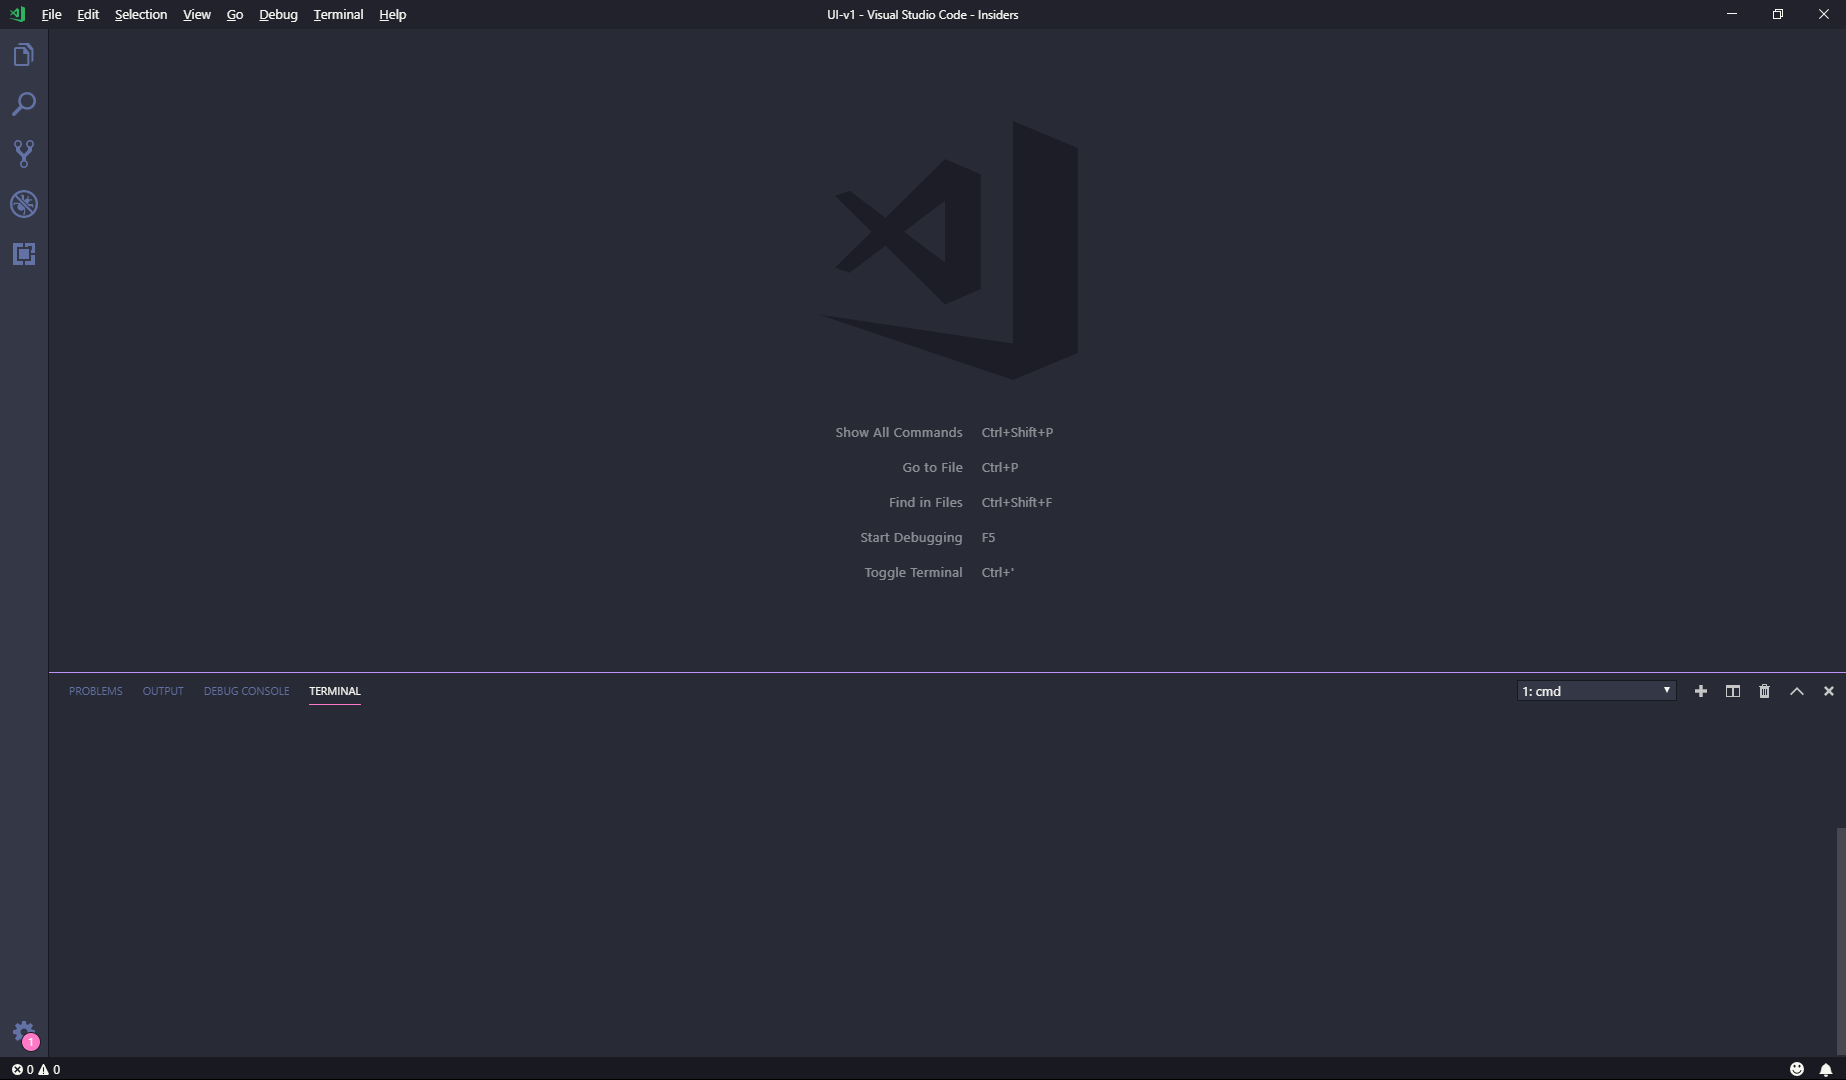 File Edit Selection View Go Debug Terminal Help UI-v1 - Visual Studio Code - Insiders
Show All Commands Ctrl+Shift+P
Go to File Ctrl+P
Find in Files Ctrl+Shift+F
Start Debugging F5
Toggle Terminal Ctrl+'
PROBLEMS OUTPUT DEBUG CONSOLE TERMINAL 1: cmd
1
0 0